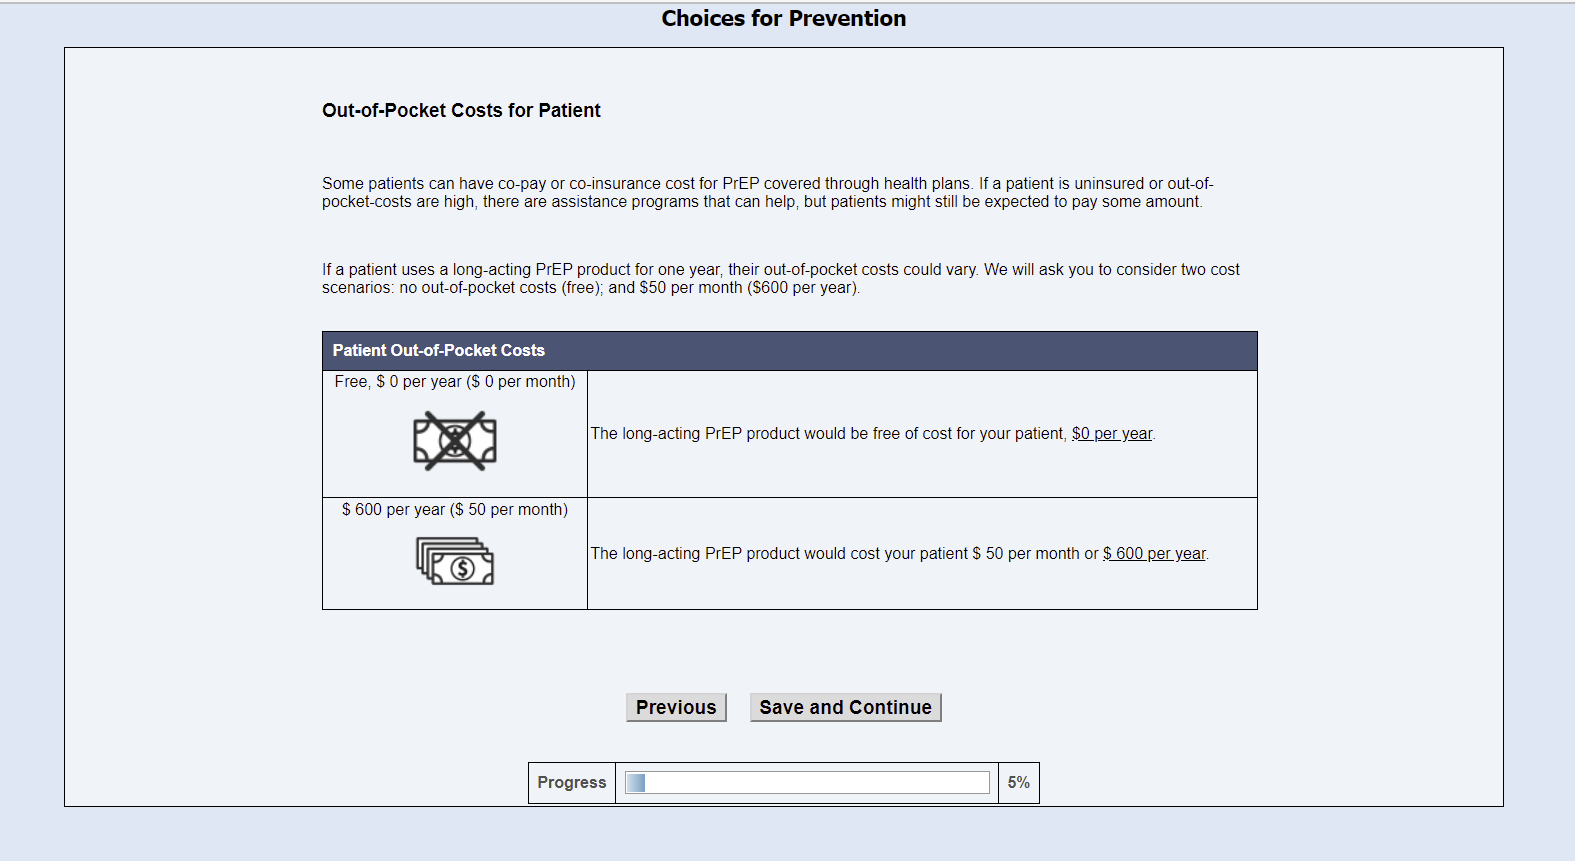 Choices for Prevention
Out-of-Pocket Costs for Patient
Some patients can have co-pay or co-insurance cost for PrEP covered through health plans. If a patient is uninsured or out-of-
pocket-costs are high, there are assistance programs that can help, but patients might still be expected to pay some amount.
If a patient uses a long-acting PrEP product for one year, their out-of-pocket costs could vary. We will ask you to consider two cost
scenarios: no out-of-pocket costs (free); and $50 per month ($600 per year).
Patient Out-of-Pocket Costs
Free, $ 0 per year ($ 0 per month)
The long-acting PrEP product would be free of cost for your patient, $0 per year.
$ 600 per year ($ 50 per month)
The long-acting PrEP product would cost your patient $ 50 per month or $ 600 per year.
Previous
Save and Continue
Progress
5%